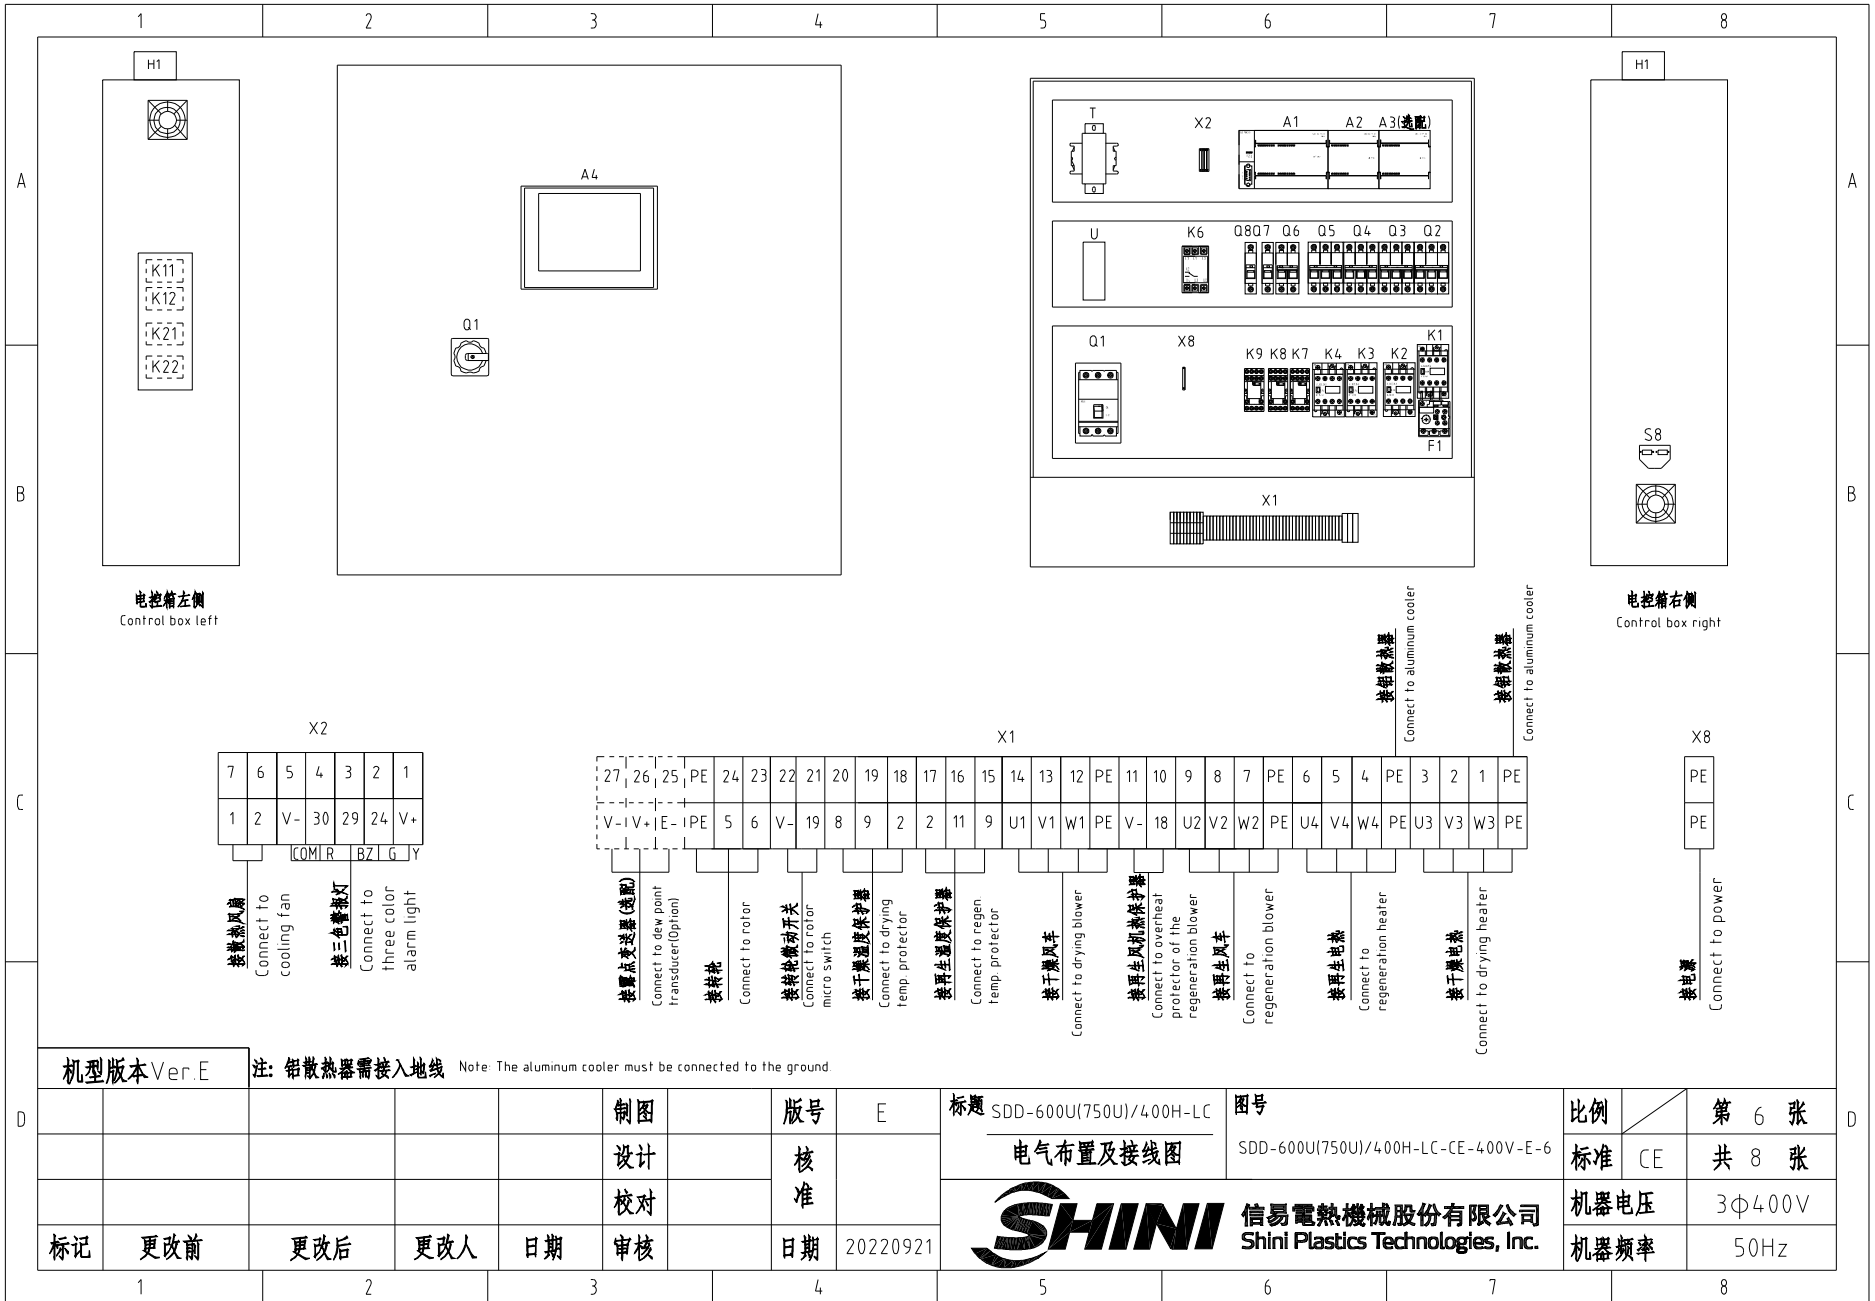 1 2 3 4 5 6 7 8
A A
B B
C C
D D
H1
K11
K12
K21
K22
电控箱左侧
Control box left
A4
Q1
T X2 A1 A2 A3(选配)
U K6 Q8 Q7 Q6 Q5 Q4 Q3 Q2
Q1 X8 K9 K8 K7 K4 K3 K2 K1
F1
X1
H1
S8
电控箱右侧
Control box right
接铝散热器
Connect to aluminum cooler
接铝散热器
Connect to aluminum cooler
X2
7 6 5 4 3 2 1
1 2 V- 30 29 24 V+
COM R BZ G Y
接散热风扇
Connect to
cooling fan
接三色警报灯
Connect to
three color
alarm light
X1
27 26 25 PE 24 23 22 21 20 19 18 17 16 15 14 13 12 PE 11 10 9 8 7 PE 6 5 4 PE 3 2 1 PE
V- V+ E- PE 5 6 V- 19 8 9 2 2 11 9 U1 V1 W1 PE V- 18 U2 V2 W2 PE U4 V4 W4 PE U3 V3 W3 PE
接露点变送器(选配)
Connect to dew point
transducer(Option)
接转轮
Connect to rotor
接转轮微动开关
Connect to rotor
micro switch
接干燥温度保护器
Connect to drying
temp. protector
接再生温度保护器
Connect to regen
temp. protector
接干燥风车
Connect to drying blower
接再生风机热保护器
Connect to overheat
protector of the
regeneration blower
接再生风车
Connect to
regeneration blower
接再生电热
Connect to
regeneration heater
接干燥电热
Connect to drying heater
X8
PE
PE
接电源
Connect to power
机型版本Ver.E
注: 铝散热器需接入地线 Note: The aluminum cooler must be connected to the ground.
制图 版号 E
设计 核准
校对
标记 更改前 更改后 更改人 日期 审核 日期 20220921
标题 SDD-600U(750U)/400H-LC
电气布置及接线图
图号
SDD-600U(750U)/400H-LC-CE-400V-E-6
比例 第 6 张
标准 CE 共 8 张
机器电压 3Φ400V
机器频率 50Hz
SHINI 信易電熱機械股份有限公司
Shini Plastics Technologies, Inc.
1 2 3 4 5 6 7 8